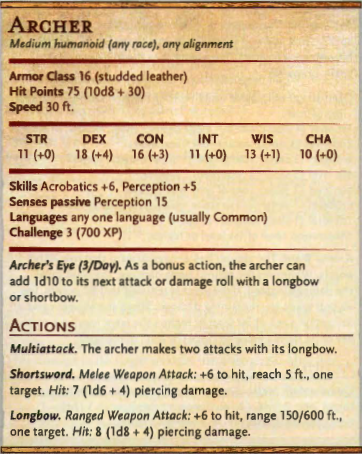 ARCHER
Medium humanoid (any race), any alignment
Armor Class 16 (studded leather)
Hit Points 75 (10d8 + 30)
Speed 30 ft.
STR DEX CON INT WIS CHA
11 (+0) 18 (+4) 16 (+3) 11 (+0) 13 (+1) 10 (+0)
Skills Acrobatics +6, Perception +5
Senses passive Perception 15
Languages any one language (usually Common)
Challenge 3 (700 XP)
Archer's Eye (3/Day). As a bonus action, the archer can
add 1d10 to its next attack or damage roll with a longbow
or shortbow.
ACTIONS
Multiattack. The archer makes two attacks with its longbow.
Shortsword. Melee Weapon Attack: +6 to hit, reach 5 ft., one
target. Hit: 7 (1d6 + 4) piercing damage.
Longbow. Ranged Weapon Attack: +6 to hit, range 150/600 ft.,
one target. Hit: 8 (1d8 + 4) piercing damage.